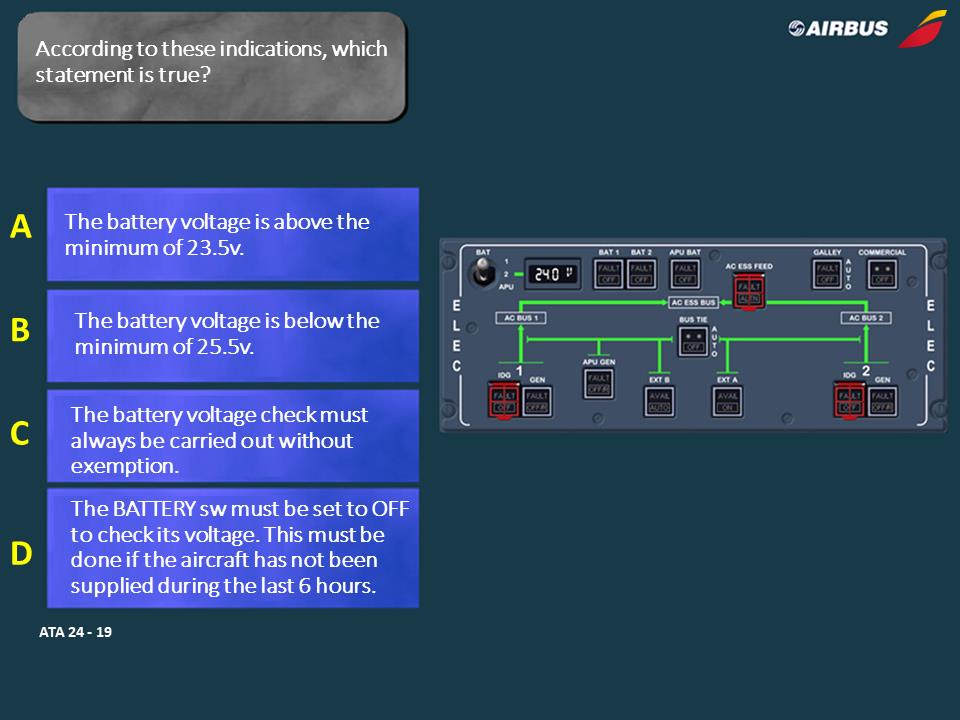 According to these indications, which
statement is true?
AIRBUS
A
The battery voltage is above the
minimum of 23.5v.
B
The battery voltage is below the
minimum of 25.5v.
C
The battery voltage check must
always be carried out without
exemption.
D
The BATTERY sw must be set to OFF
to check its voltage. This must be
done if the aircraft has not been
supplied during the last 6 hours.
ATA 24 - 19
BAT
1
2
APU
24.0 V
BAT 1 BAT 2 APU BAT
FAULT FAULT FAULT
OFF OFF OFF
AC ESS FEED
FAULT
ALTN
GALLEY
FAULT
OFF
AUTO
COMMERCIAL
OFF
ELEC
AC BUS 1
AC ESS BUS
AC BUS 2
ELEC
BUS TIE
OFF
AUTO
IDG 1 GEN
FAULT FAULT
OFF OFF/R
APU GEN
FAULT
OFF/R
EXT B
AVAIL
AUTO
EXT A
AVAIL
ON
IDG 2 GEN
FAULT FAULT
OFF OFF/R